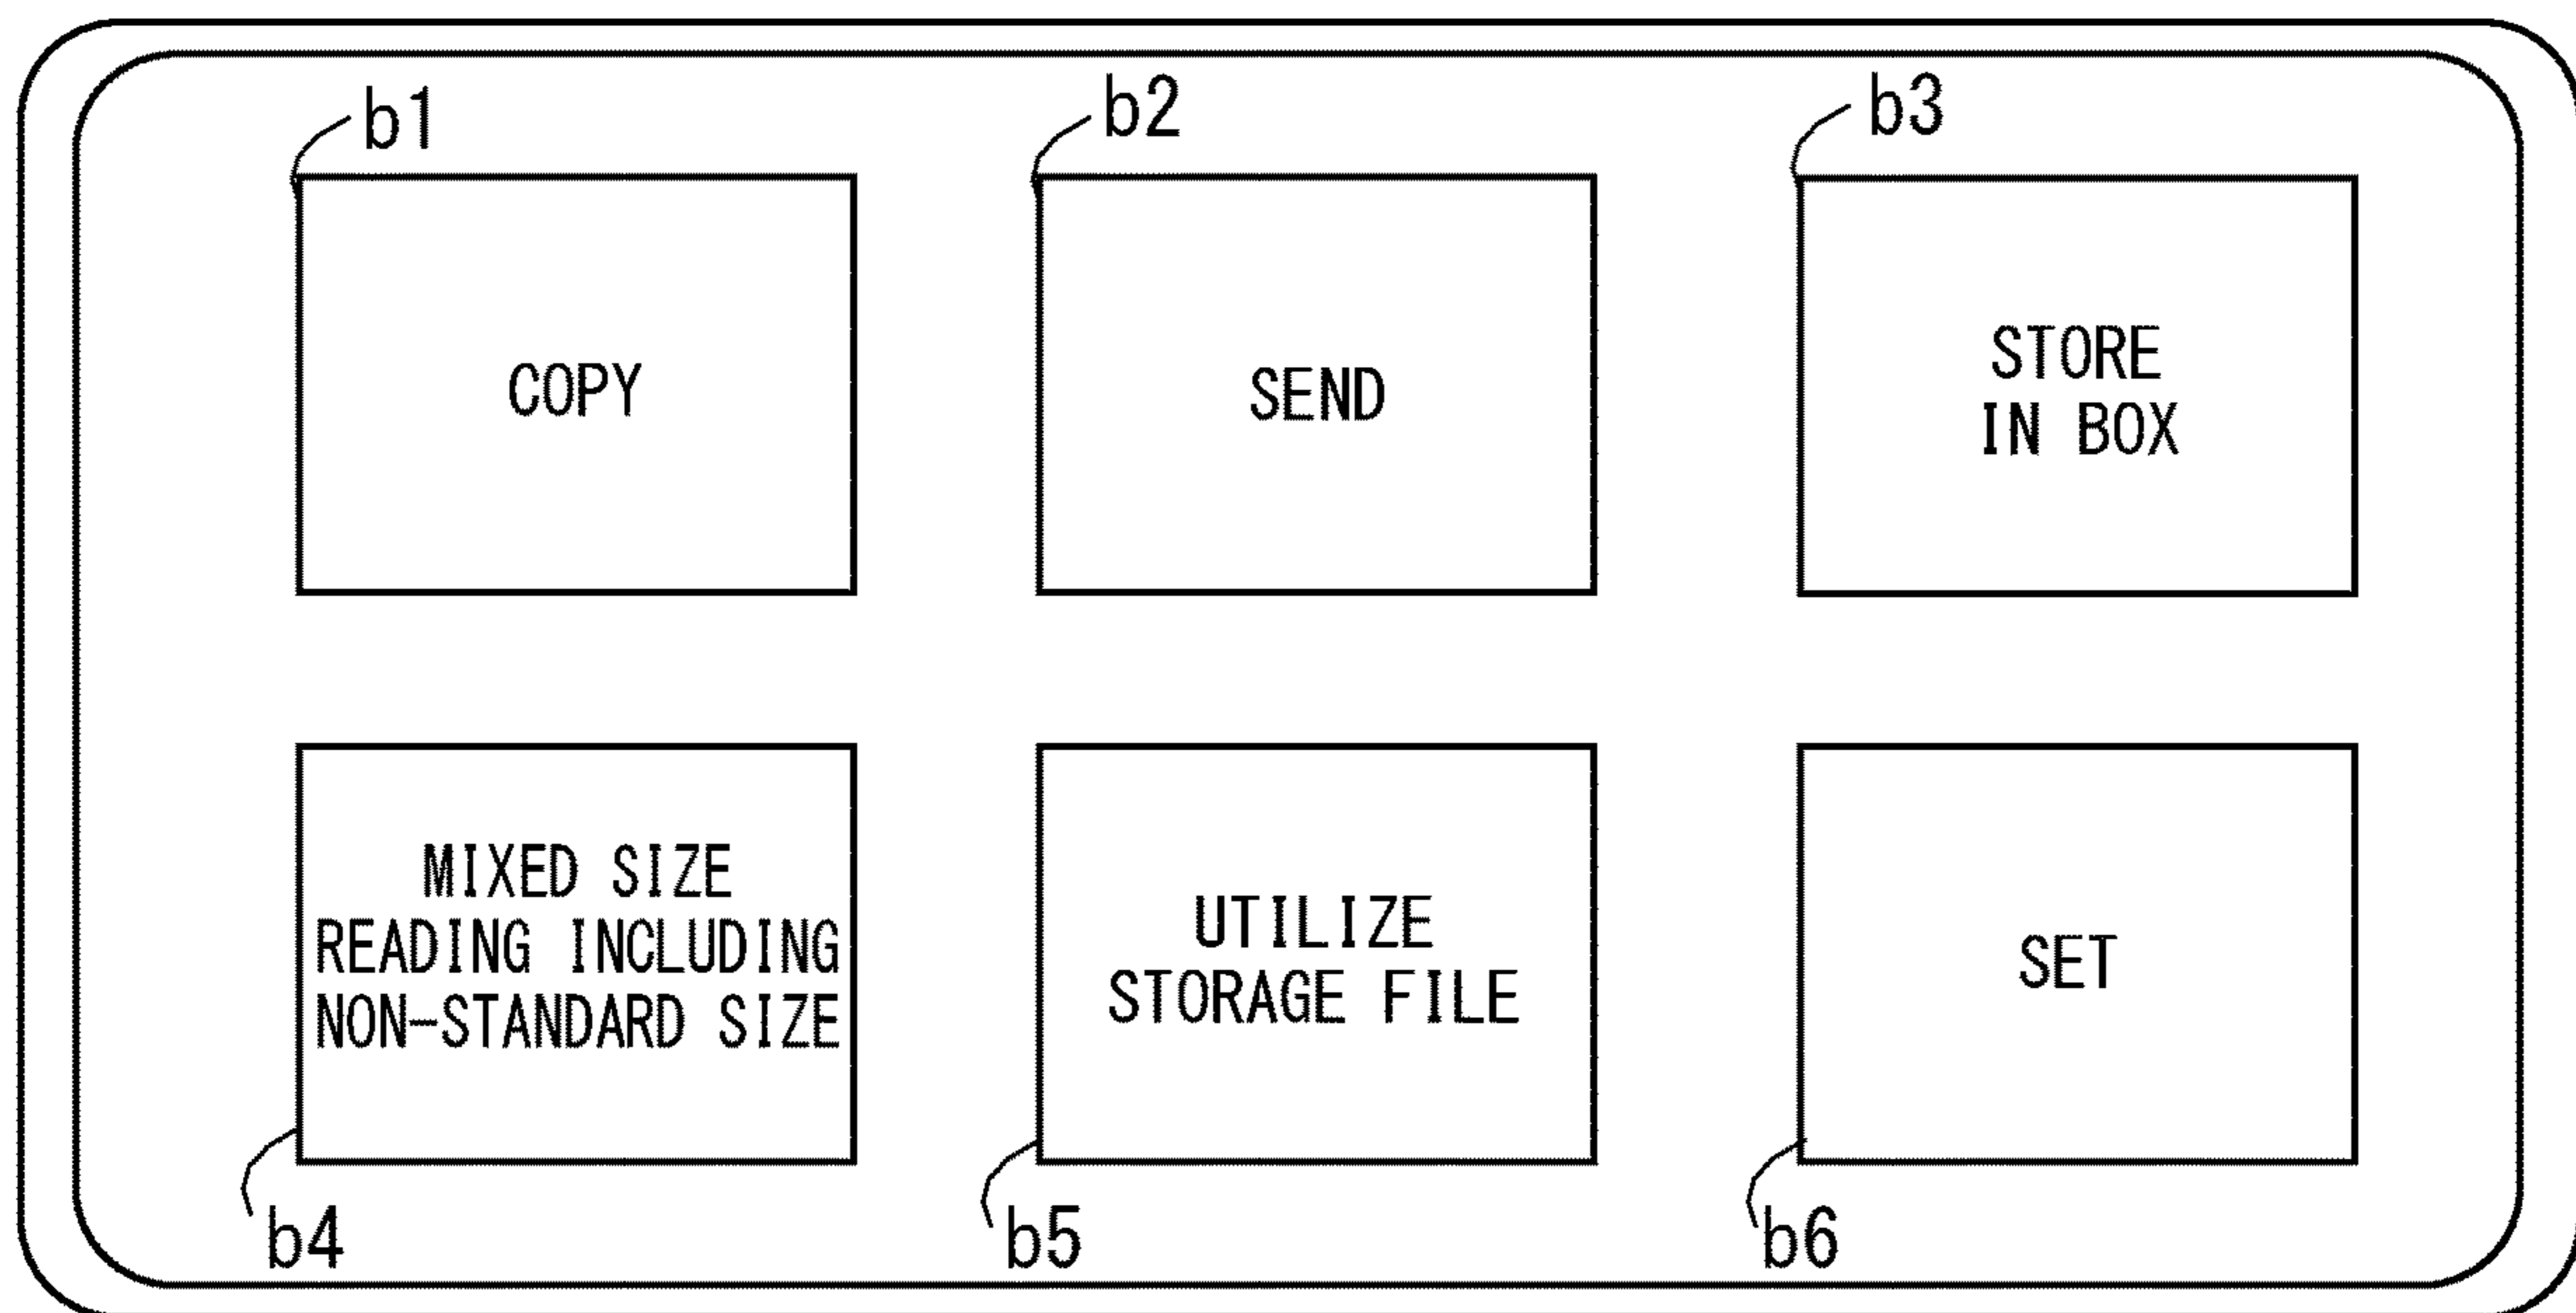 b1
b2
b3
COPY
SEND
STORE
IN BOX
MIXED SIZE
READING INCLUDING
NON-STANDARD SIZE
UTILIZE
STORAGE FILE
SET
b4
b5
b6